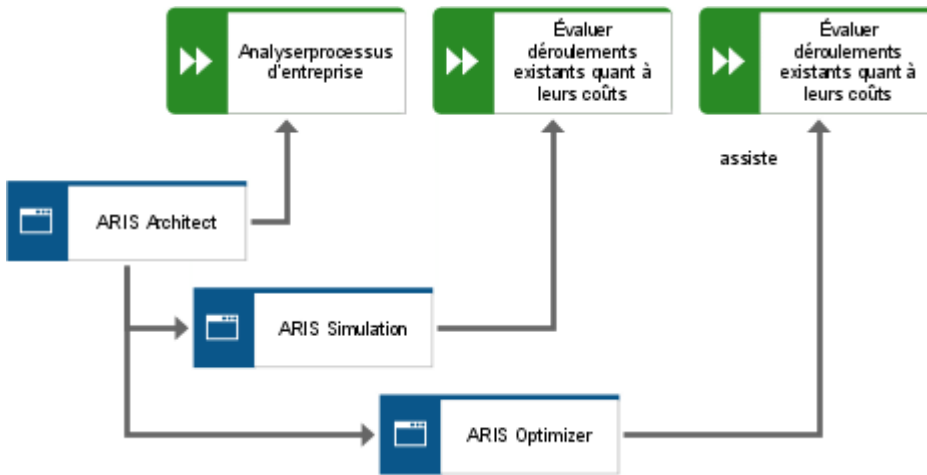 Analyserprocessus
d'entreprise
Évaluer
déroulements
existants quant à
leurs coûts
Évaluer
déroulements
existants quant à
leurs coûts
assiste
ARIS Architect
ARIS Simulation
ARIS Optimizer